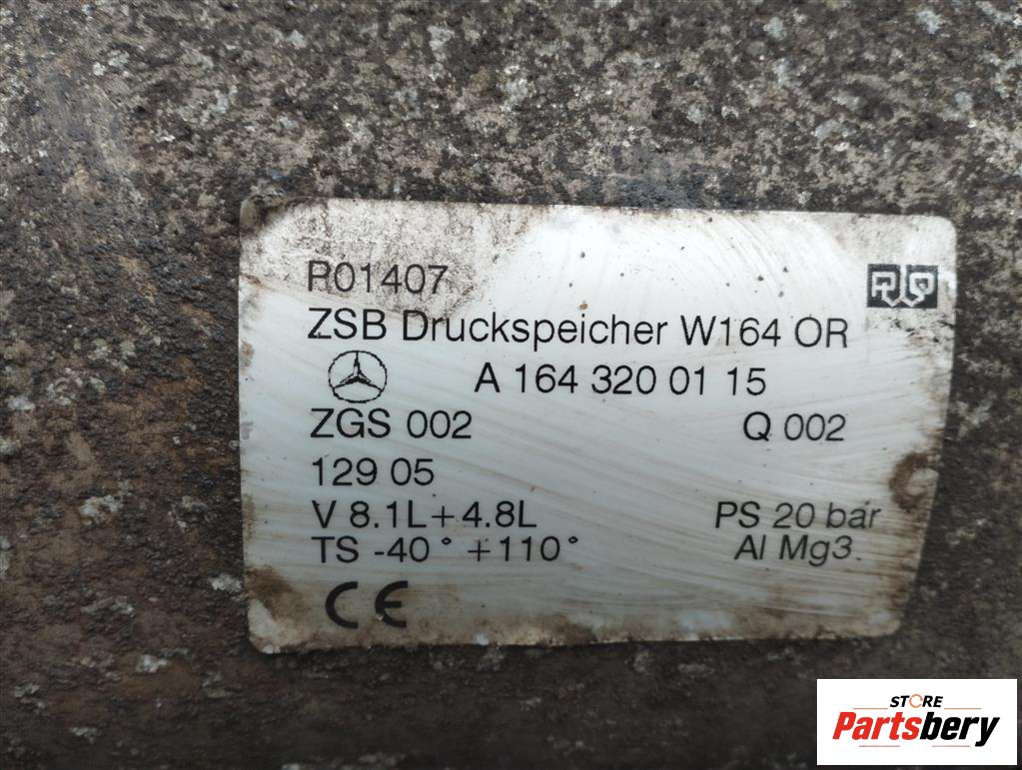 R01407
ZSB Druckspeicher W164 OR
A 164 320 01 15
ZGS 002 Q 002
129 05
V 8.1L+4.8L PS 20 bar
TS -40° +110° Al Mg3.
CE
STORE
Partsbery